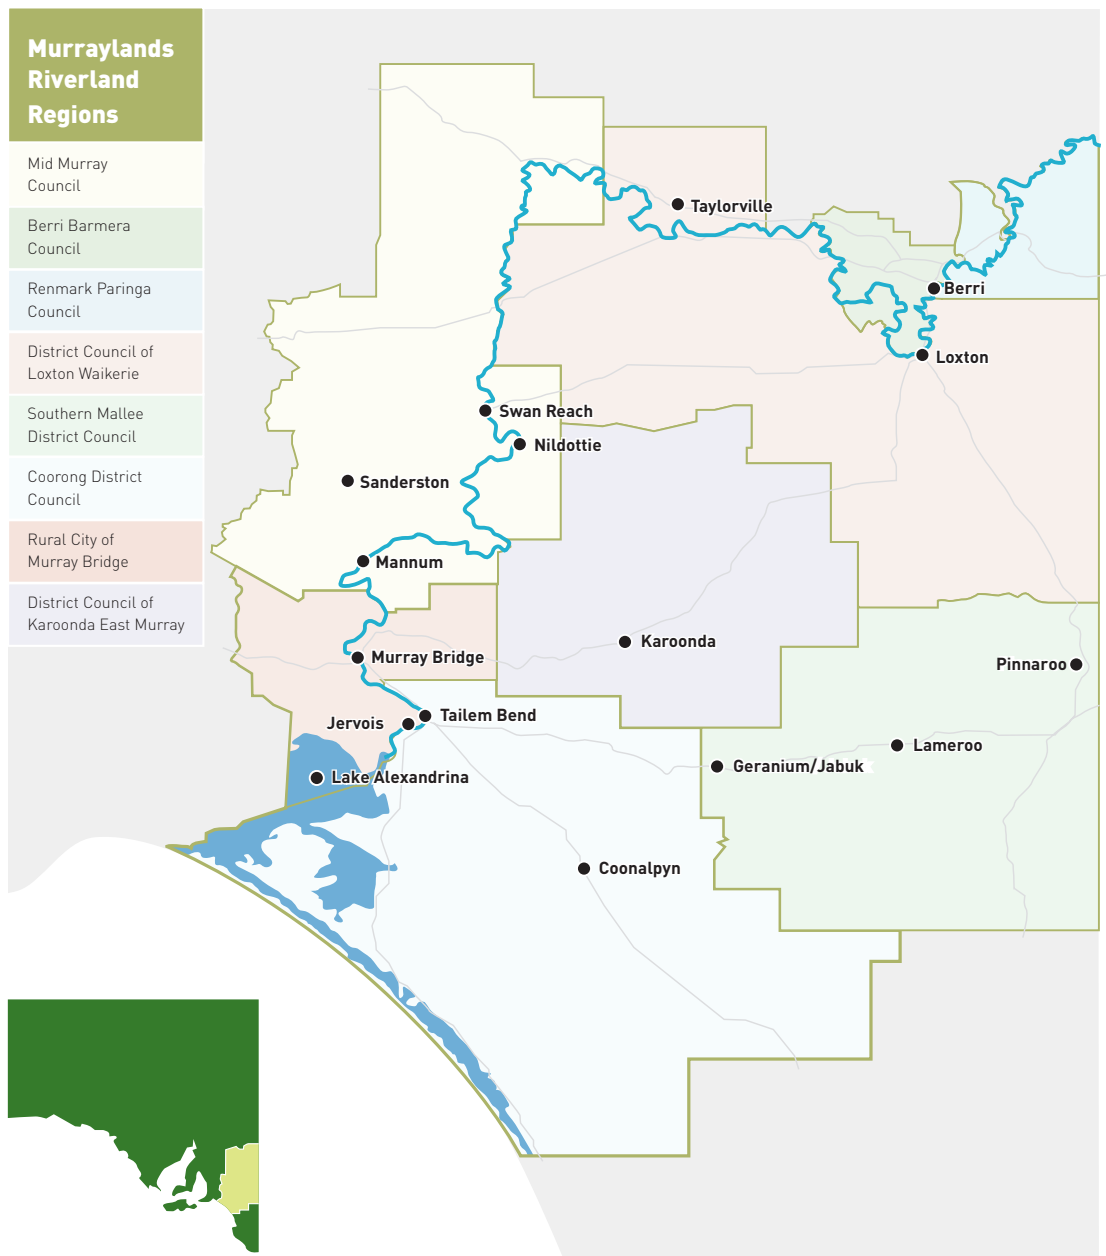 Murraylands
Riverland
Regions
Mid Murray
Council
Berri Barmera
Council
Renmark Paringa
Council
District Council of
Loxton Waikerie
Southern Mallee
District Council
Coorong District
Council
Rural City of
Murray Bridge
District Council of
Karoonda East Murray
Taylorville
Berri
Loxton
Swan Reach
Nildottie
Sanderston
Mannum
Karoonda
Murray Bridge
Pinnaroo
Tailem Bend
Jervois
Lameroo
Geranium/Jabuk
Lake Alexandrina
Coonalpyn